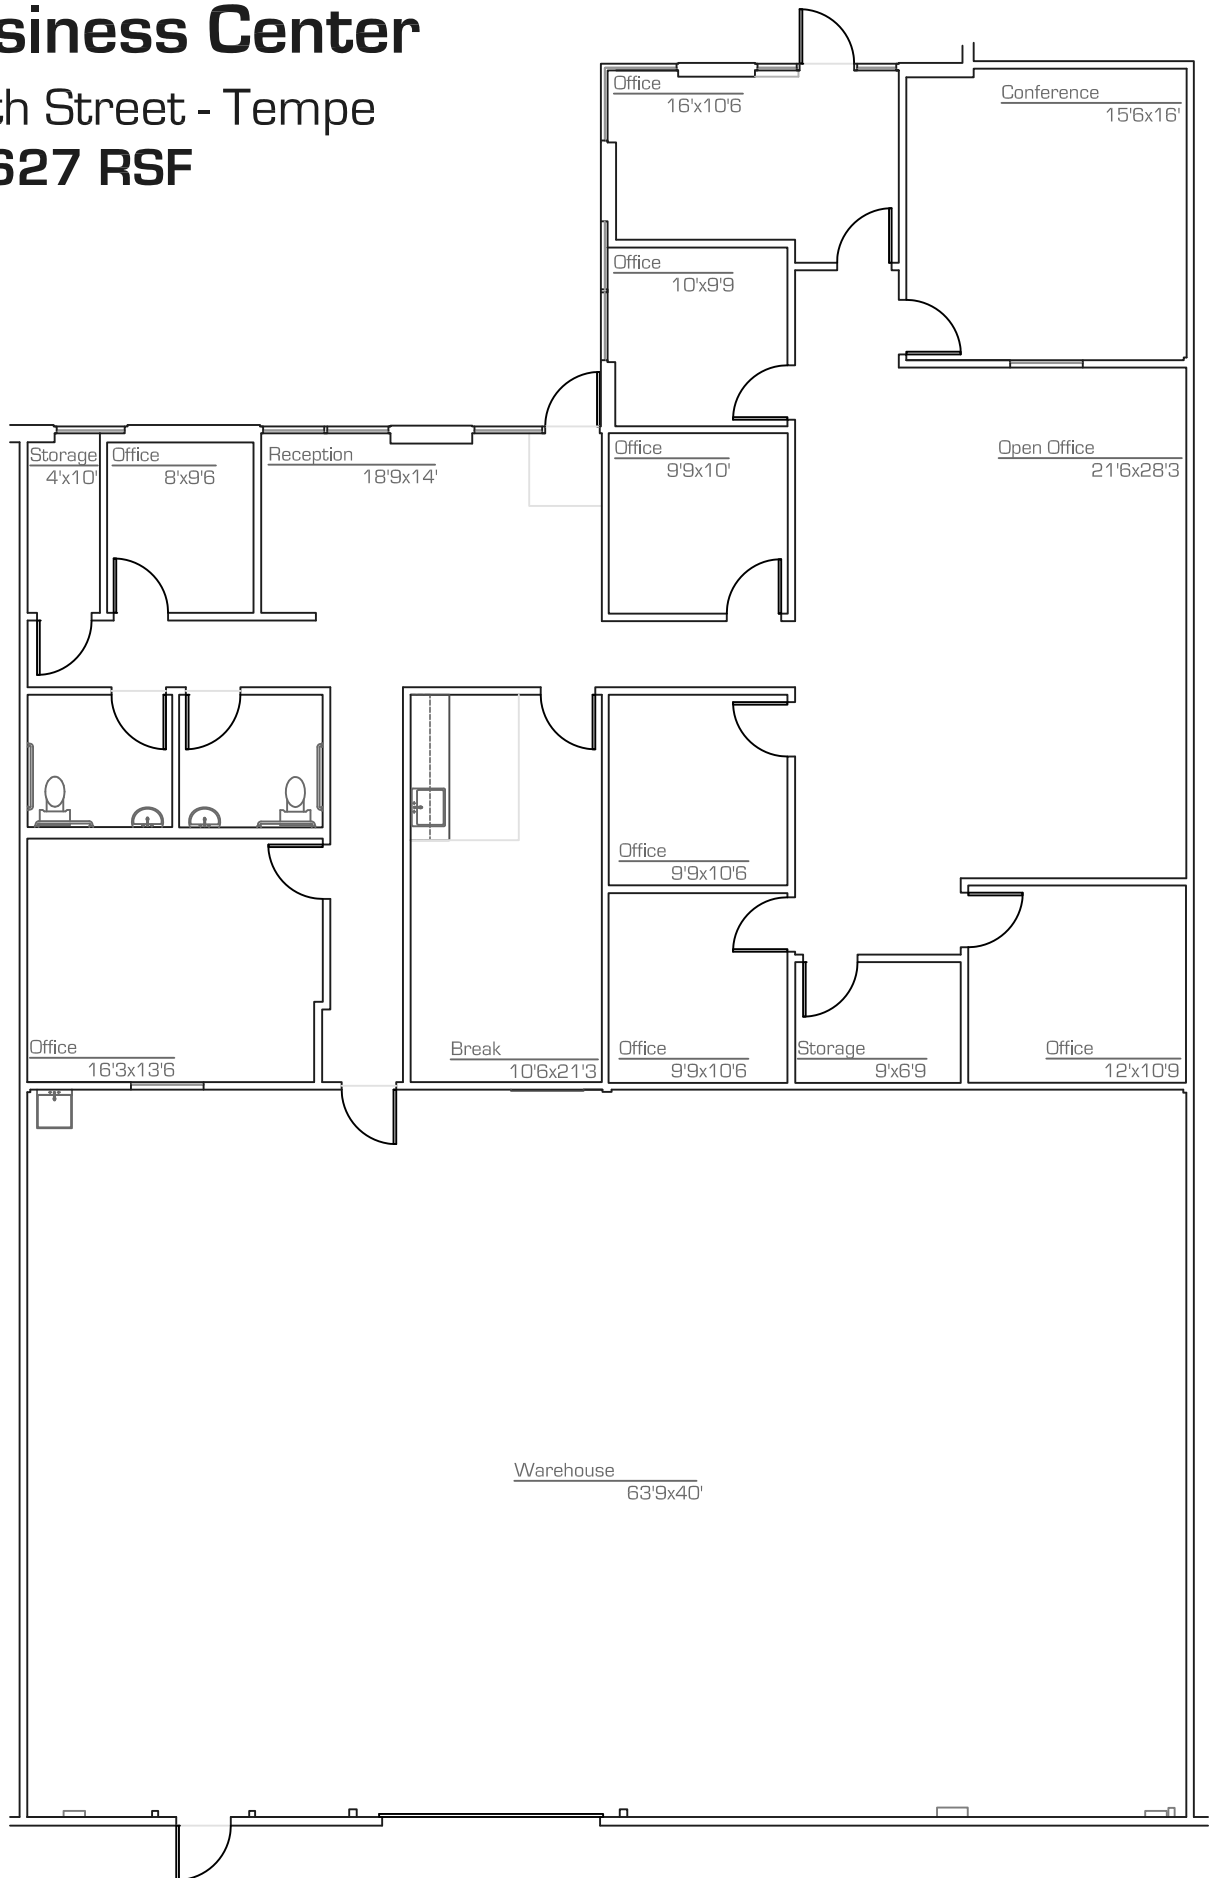 siness Center
th Street - Tempe
627 RSF
Office
16'x10'6
Conference
15'6x16'
Office
10'x9'9
Storage
4'x10'
Office
8'x9'6
Reception
18'9x14'
Office
9'9x10'
Open Office
21'6x28'3
Office
9'9x10'6
Office
16'3x13'6
Break
10'6x21'3
Office
9'9x10'6
Storage
9'x6'9
Office
12'x10'9
Warehouse
63'9x40'